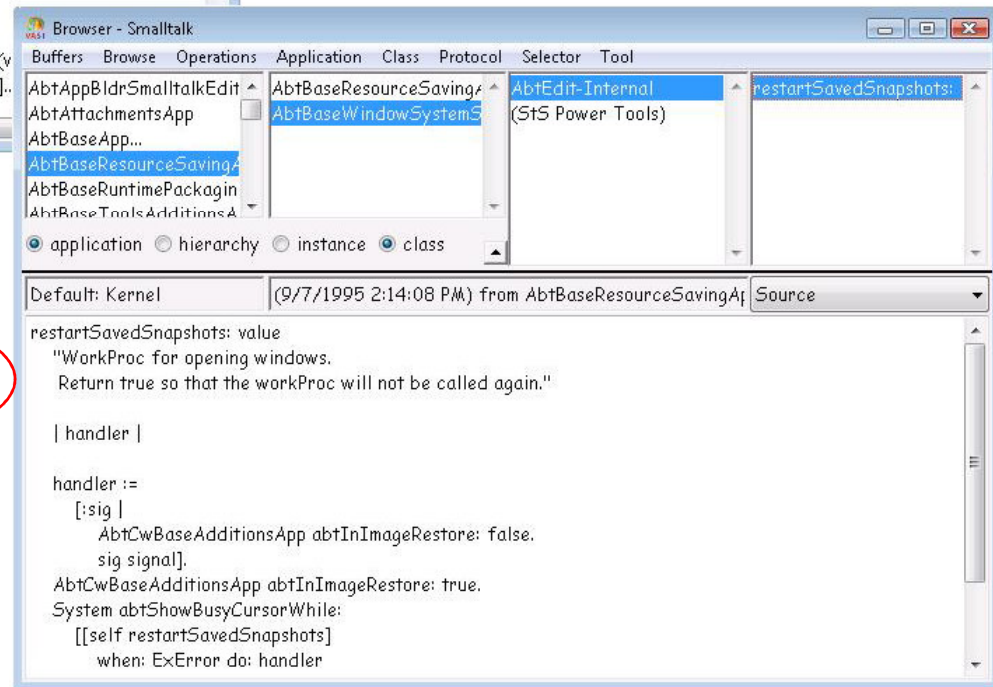 Browser - Smalltalk
Buffers Browse Operations Application Class Protocol Selector Tool
AbtAppBldrSmalltalkEdit
AbtAttachmentsApp
AbtBaseApp...
AbtBaseResourceSavingA
AbtBaseRuntimePackagin
AbtBaseToolsAdditionsA
AbtBaseResourceSavingA
AbtBaseWindowSystemS
AbtEdit-Internal
(StS Power Tools)
restartSavedSnapshots:
application hierarchy instance class
Default: Kernel
(9/7/1995 2:14:08 PM) from AbtBaseResourceSavingAp
Source
restartSavedSnapshots: value
"WorkProc for opening windows.
Return true so that the workProc will not be called again."
| handler |
handler :=
[:sig |
AbtCwBaseAdditionsApp abtInImageRestore: false.
sig signal].
AbtCwBaseAdditionsApp abtInImageRestore: true.
System abtShowBusyCursorWhile:
[[self restartSavedSnapshots]
when: ExError do: handler